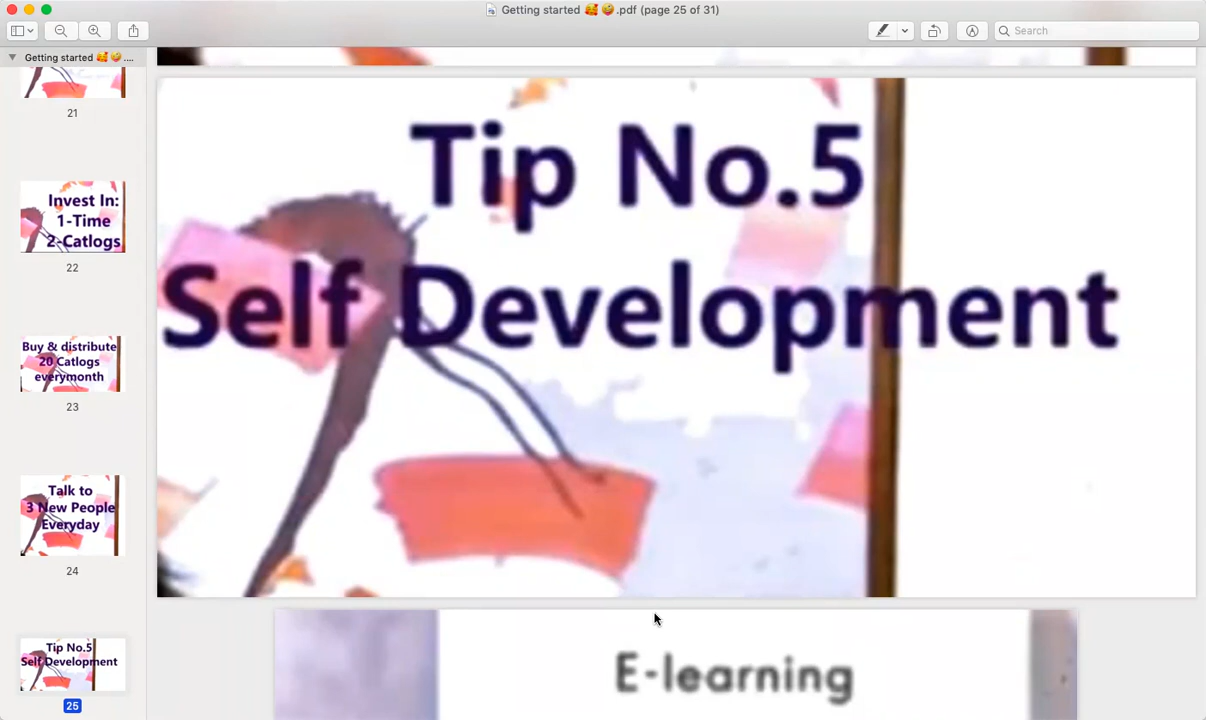 Getting started 🥰 🤪 .pdf (page 25 of 31)
Search
Getting started 🥰 🤪 ....
21
Invest In:
1-Time
2-Catlogs
22
Buy & distribute
20 Catlogs
everymonth
23
Talk to
3 New People
Everyday
24
Tip No.5
Self Development
25
Tip No.5
Self Development
E-learning